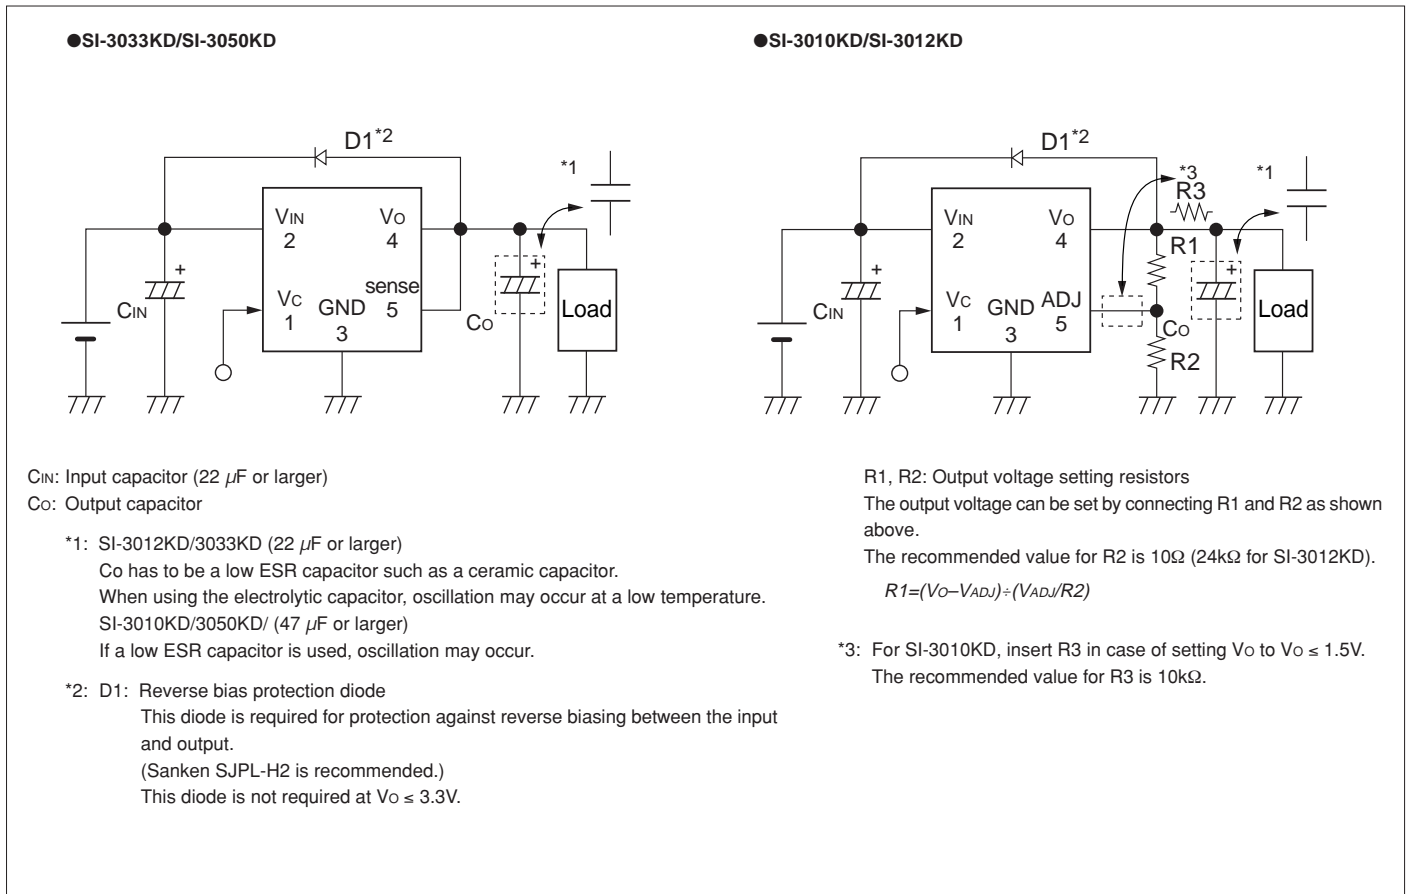 ●SI-3033KD/SI-3050KD
D1*2
*1
VIN
2
VO
4
VC
1
GND
3
sense
5
+
CIN
+
CO
Load
●SI-3010KD/SI-3012KD
D1*2
*3
R3
*1
VIN
2
VO
4
VC
1
GND
3
ADJ
5
+
CIN
R1
+
CO
R2
Load
CIN: Input capacitor (22 µF or larger)
CO: Output capacitor
*1: SI-3012KD/3033KD (22 µF or larger)
Co has to be a low ESR capacitor such as a ceramic capacitor.
When using the electrolytic capacitor, oscillation may occur at a low temperature.
SI-3010KD/3050KD/ (47 µF or larger)
If a low ESR capacitor is used, oscillation may occur.
*2: D1: Reverse bias protection diode
This diode is required for protection against reverse biasing between the input
and output.
(Sanken SJPL-H2 is recommended.)
This diode is not required at VO ≤ 3.3V.
R1, R2: Output voltage setting resistors
The output voltage can be set by connecting R1 and R2 as shown
above.
The recommended value for R2 is 10Ω (24kΩ for SI-3012KD).
R1=(VO–VADJ)÷(VADJ/R2)
*3: For SI-3010KD, insert R3 in case of setting VO to VO ≤ 1.5V.
The recommended value for R3 is 10kΩ.